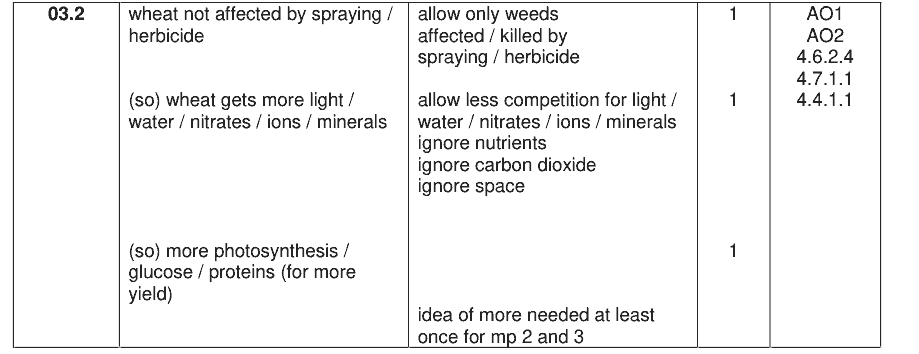 03.2 wheat not affected by spraying / allow only weeds 1 AO1
herbicide affected / killed by AO2
spraying / herbicide 4.6.2.4
4.7.1.1
(so) wheat gets more light / allow less competition for light / 1 4.4.1.1
water / nitrates / ions / minerals water / nitrates / ions / minerals
ignore nutrients
ignore carbon dioxide
ignore space
(so) more photosynthesis / 1
glucose / proteins (for more
yield)
idea of more needed at least
once for mp 2 and 3